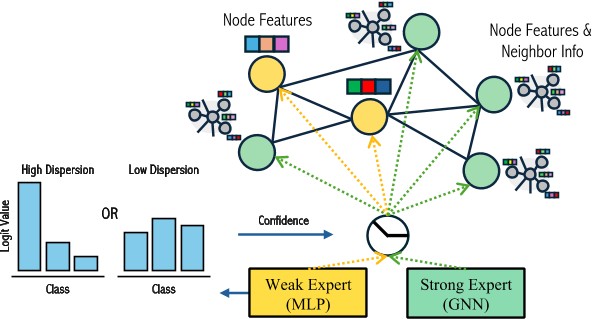 Node Features
Node Features &
Neighbor Info
High Dispersion
Low Dispersion
Logit Value
OR
Confidence
Class
Class
Weak Expert
(MLP)
Strong Expert
(GNN)